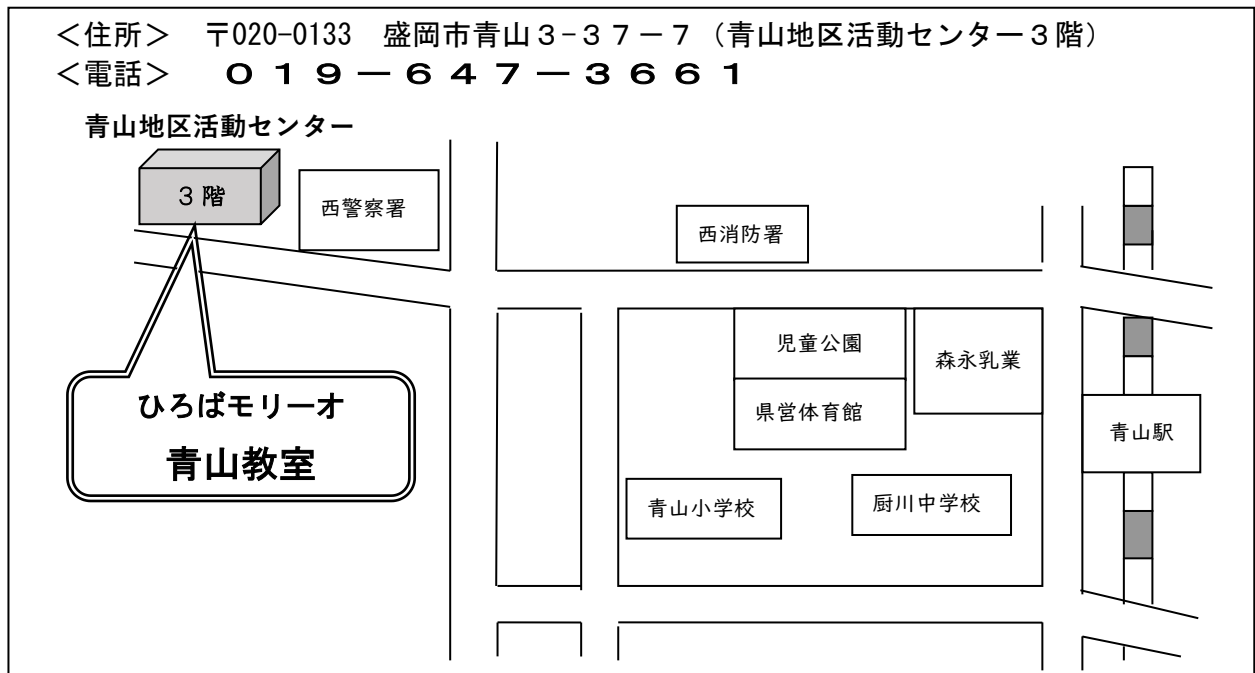 ＜住所＞　〒020-0133　盛岡市青山３-３７－７（青山地区活動センター３階）
＜電話＞　０１９－６４７－３６６１
青山地区活動センター
３階
西警察署
西消防署
児童公園
森永乳業
ひろばモリーオ
県営体育館
青山駅
青山教室
青山小学校
厨川中学校